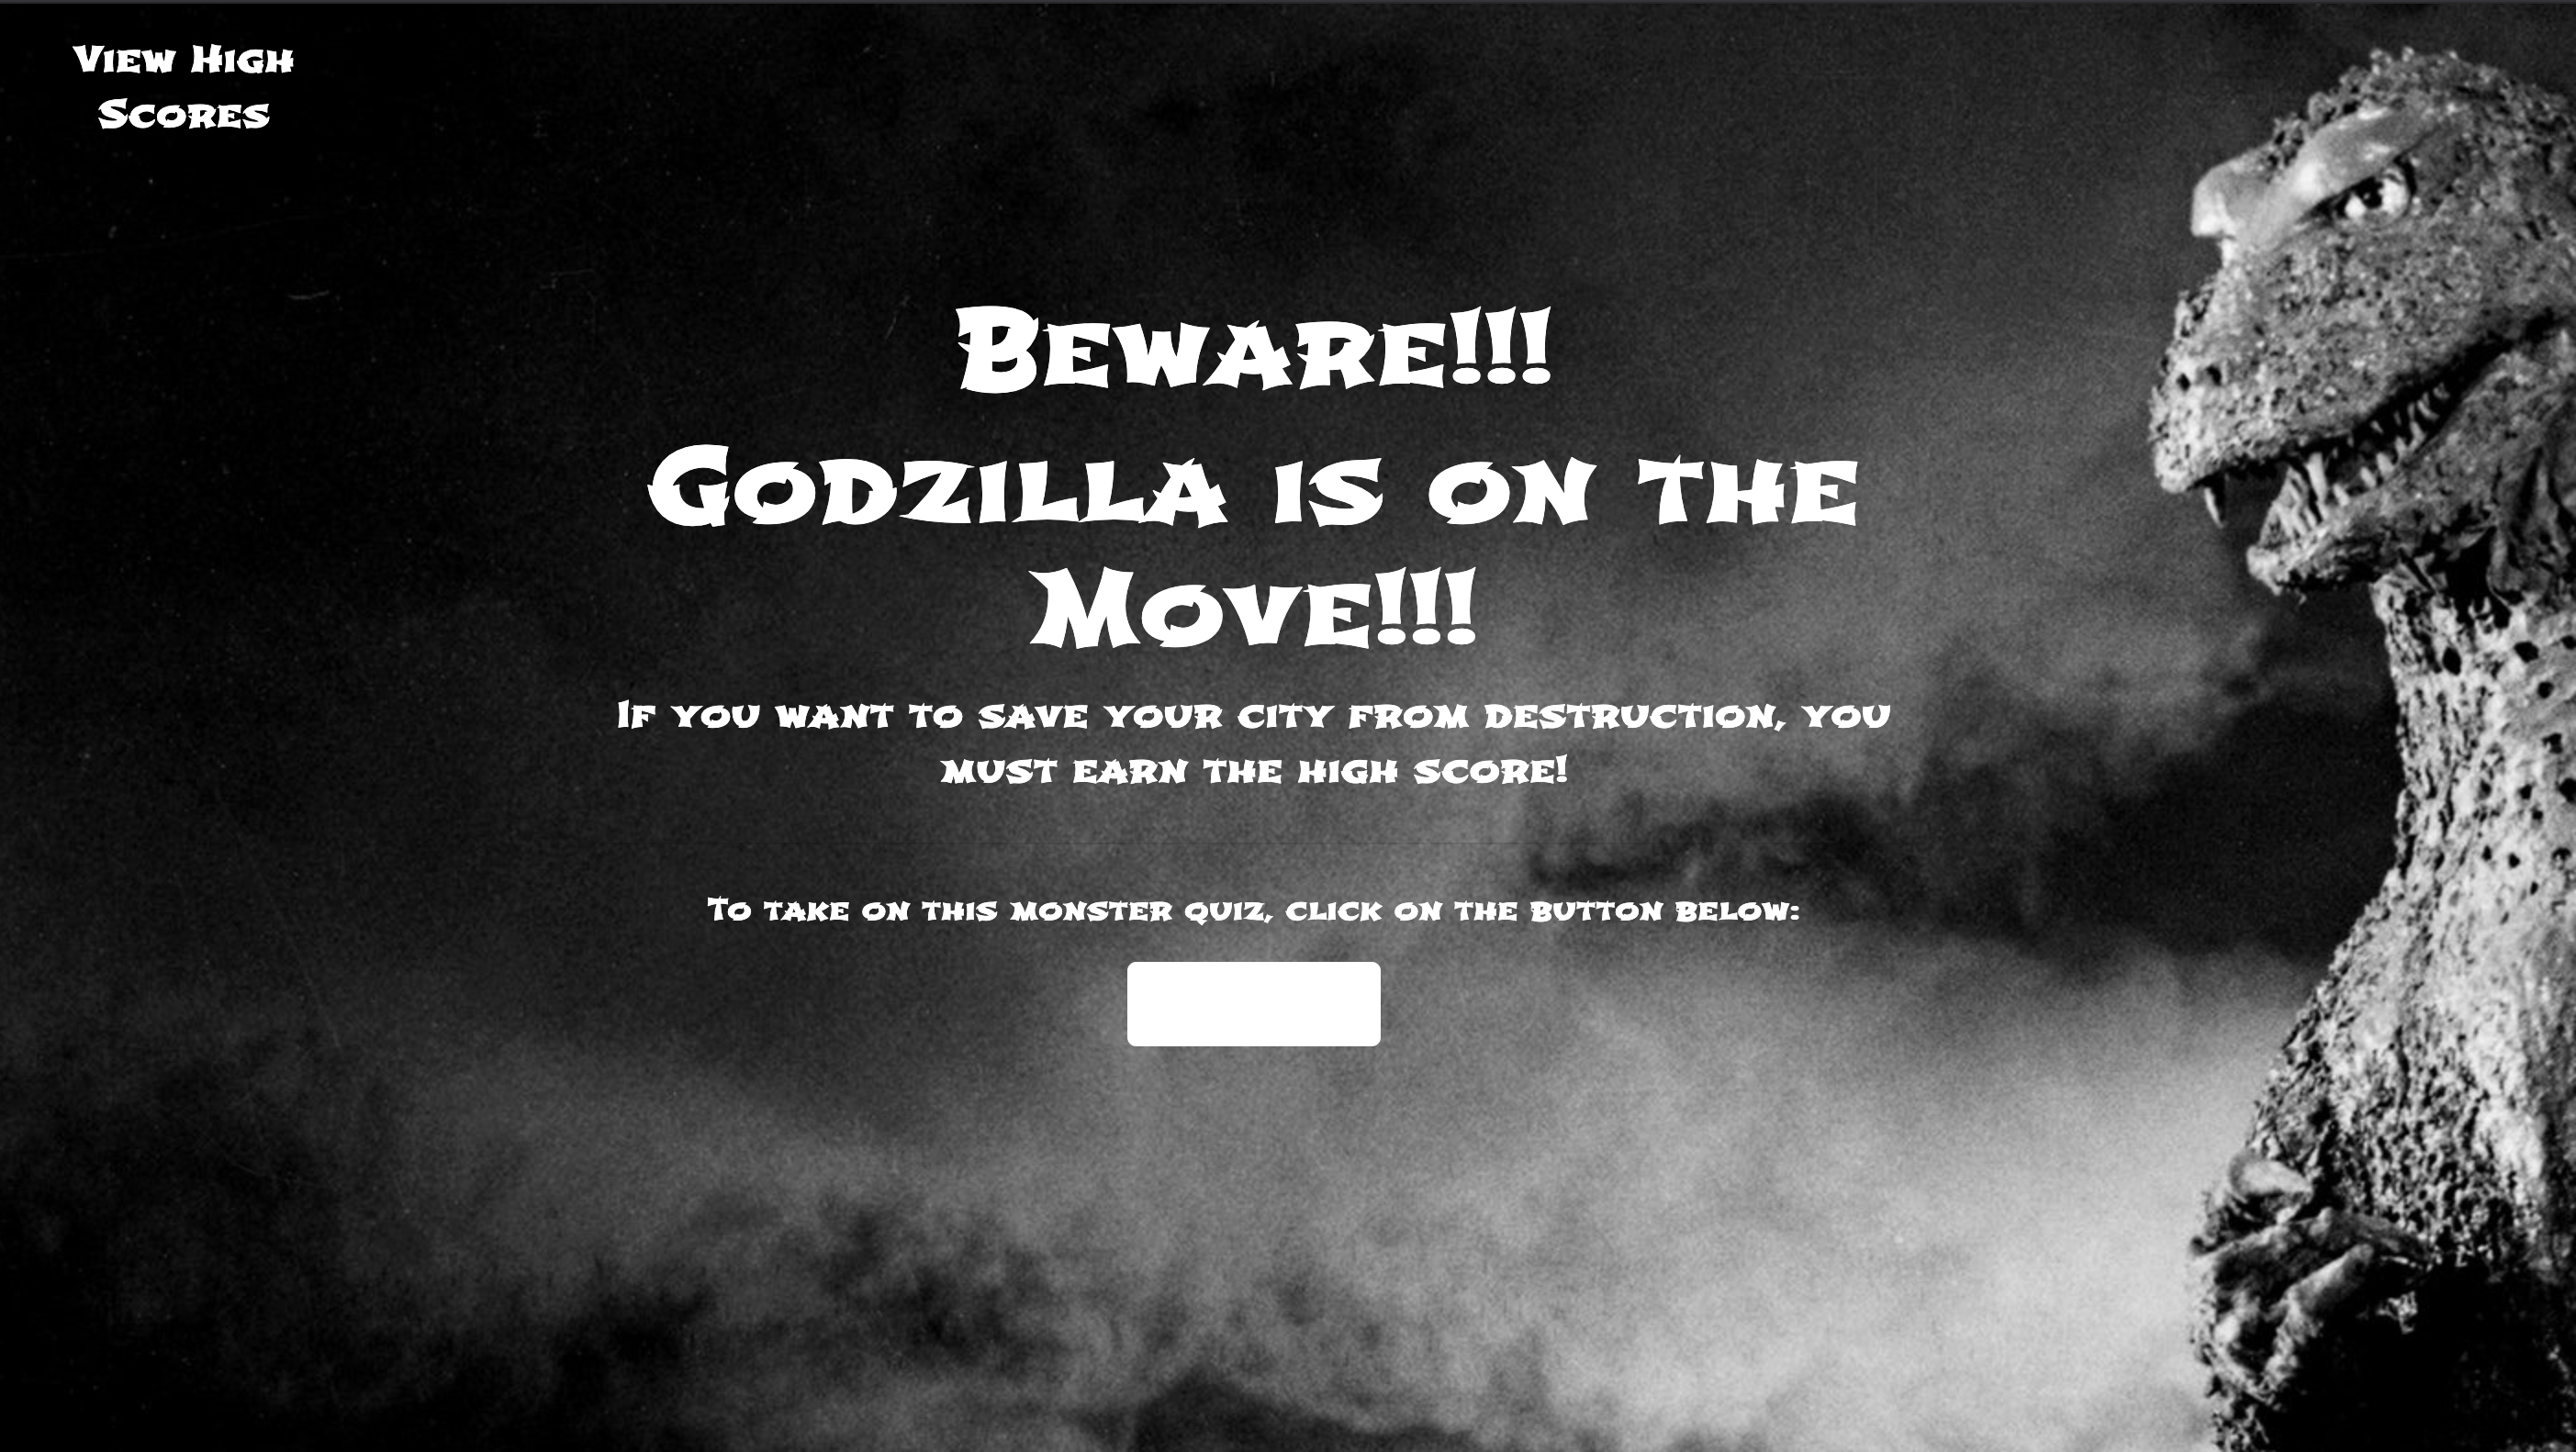 View High
Scores
Beware!!!
Godzilla is on the
Move!!!
If you want to save your city from destruction, you
must earn the high score!
To take on this monster quiz, click on the button below: